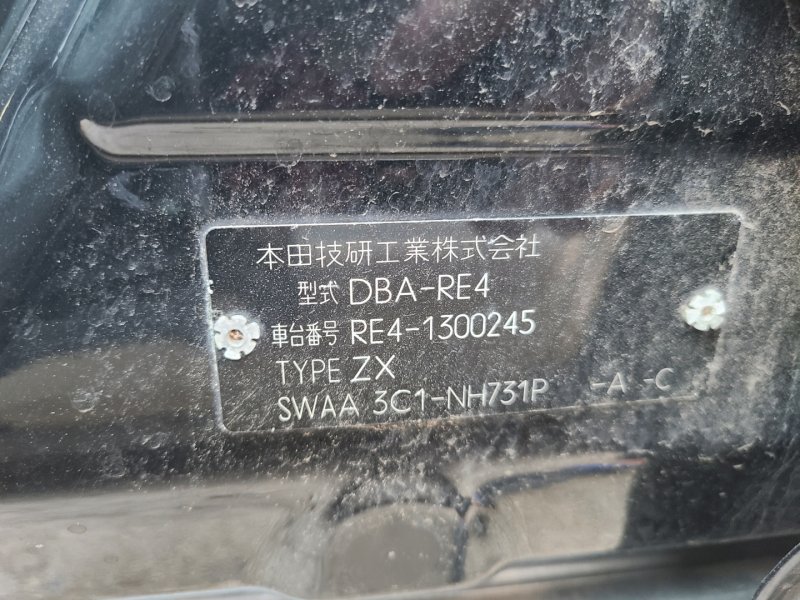 本田技研工業株式会社
型式 DBA-RE4
車台番号 RE4-1300245
TYPE ZX
SWAA 3C1-NH731P -A -C